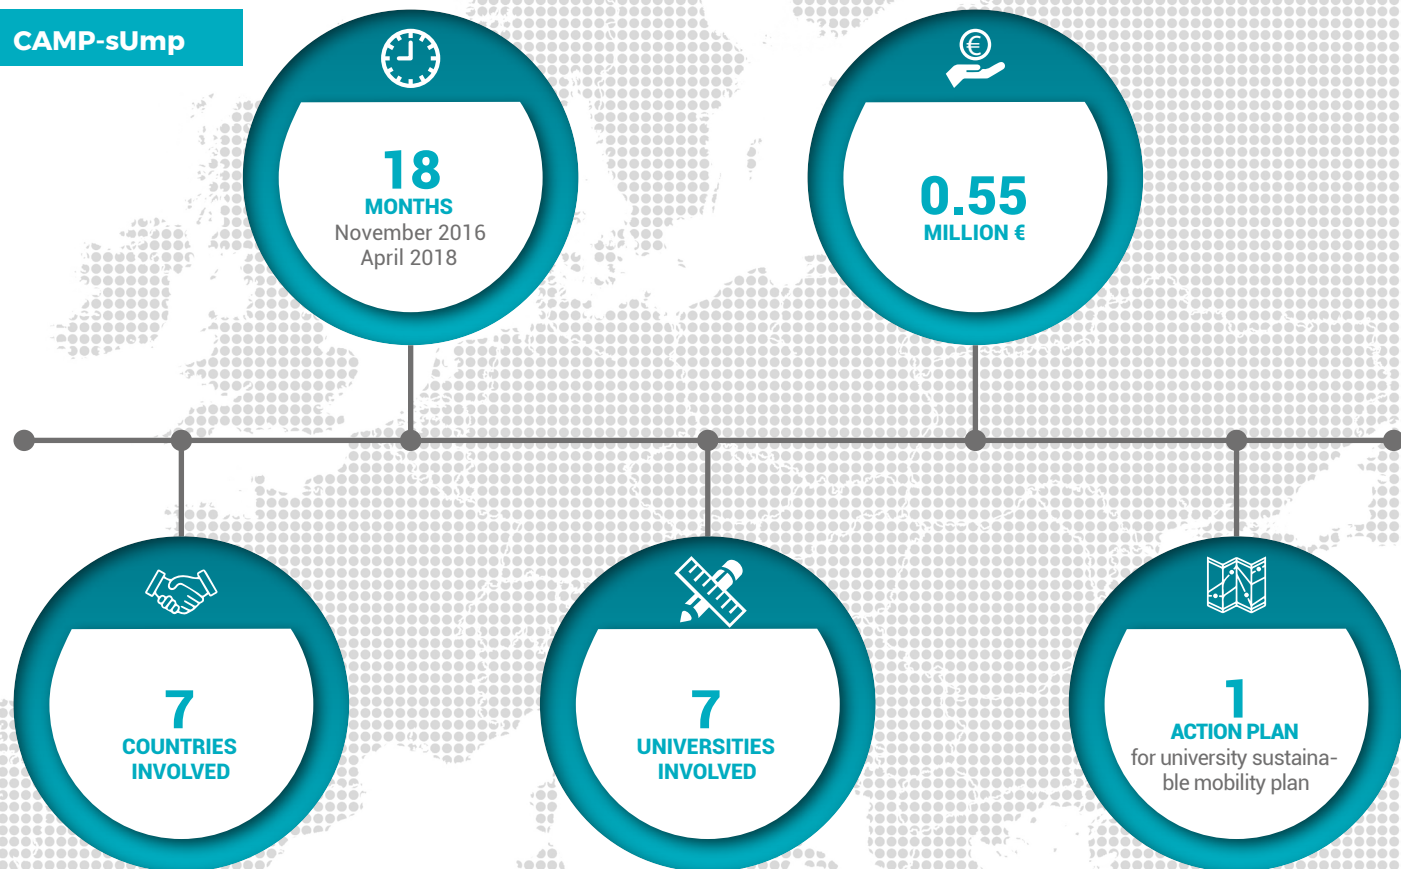 CAMP-sUmp
18
MONTHS
November 2016
April 2018
€
0.55
MILLION €
7
COUNTRIES
INVOLVED
7
UNIVERSITIES
INVOLVED
1
ACTION PLAN
for university sustaina-
ble mobility plan